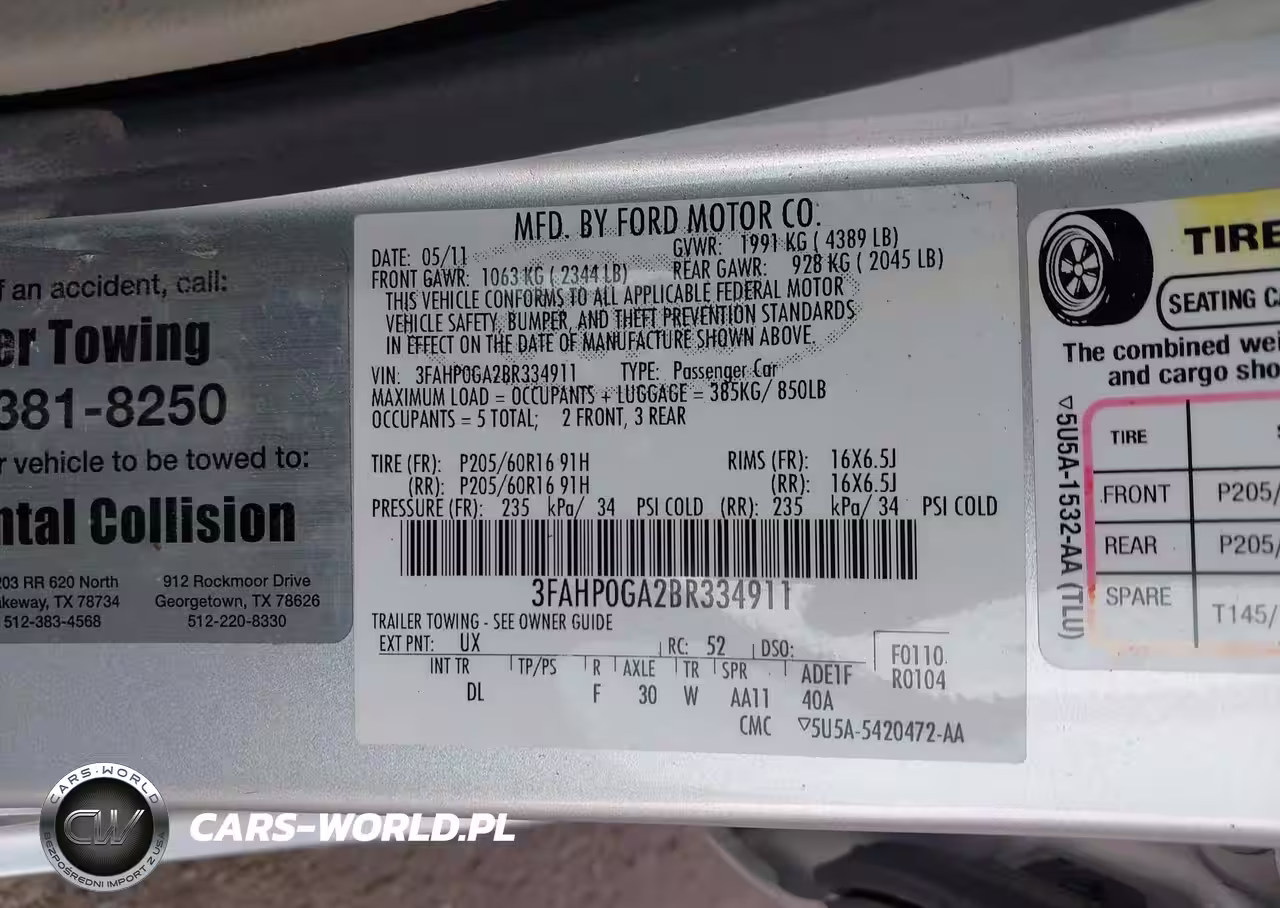 f an accident, call:
er Towing
381-8250
r vehicle to be towed to:
ntal Collision
203 RR 620 North
akeway, TX 78734
512-383-4568
912 Rockmoor Drive
Georgetown, TX 78626
512-220-8330
MFD. BY FORD MOTOR CO.
DATE: 05/11 GVWR: 1991 KG ( 4389 LB)
FRONT GAWR: 1063 KG ( 2344 LB) REAR GAWR: 928 KG ( 2045 LB)
THIS VEHICLE CONFORMS TO ALL APPLICABLE FEDERAL MOTOR
VEHICLE SAFETY, BUMPER, AND THEFT PREVENTION STANDARDS
IN EFFECT ON THE DATE OF MANUFACTURE SHOWN ABOVE.
VIN: 3FAHP0GA2BR334911 TYPE: Passenger Car
MAXIMUM LOAD = OCCUPANTS + LUGGAGE = 385KG/ 850LB
OCCUPANTS = 5 TOTAL; 2 FRONT, 3 REAR
TIRE (FR): P205/60R16 91H RIMS (FR): 16X6.5J
(RR): P205/60R16 91H (RR): 16X6.5J
PRESSURE (FR): 235 kPa/ 34 PSI COLD (RR): 235 kPa/ 34 PSI COLD
3FAHP0GA2BR334911
TRAILER TOWING - SEE OWNER GUIDE
EXT PNT: UX RC: 52 DSO:
INT TR TP/PS R AXLE TR SPR ADE1F
DL F 30 W AA11 40A
F0110
R0104
CMC ▽5U5A-5420472-AA
TIRE
SEATING CA
The combined wei
and cargo sho
▽5U5A-1532-AA (TLU)
TIRE S
FRONT P205/
REAR P205/
SPARE T145/
CARS-WORLD
CW
BEZPOŚREDNI IMPORT Z USA
CARS-WORLD.PL